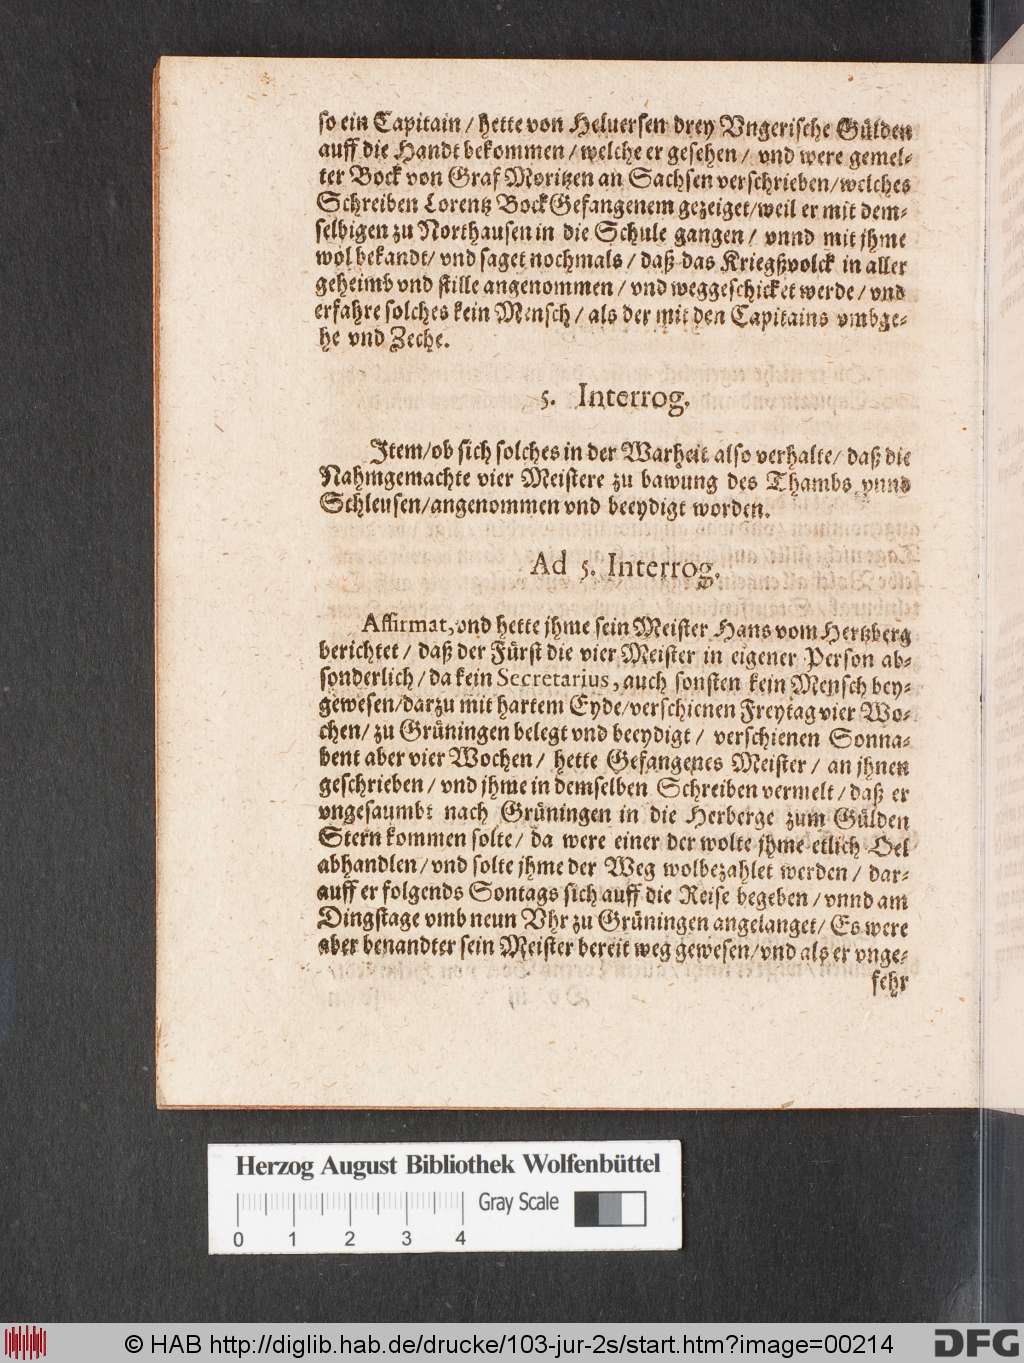 so ein Capitain / hette von Heluersen drey Vngerische Gülden
auff die Handt bekommen / welche er gesehen / vnd were gemel-
ter Bock von Graf Moritzen an Sachsen verschrieben / welches
Schreiben Lorentz Bock Gefangenem gezeiget / weil er mit dem-
selbigen zu Northausen in die Schule gangen / vnnd mit jhme
wol bekandt / vnd saget nochmals / daß das Kriegßvolck in aller
geheimb vnd stille angenommen / vnd weggeschicket werde / vnd
erfahre solches kein Mensch / als der mit den Capitains vmbge-
he vnd Zeche.
5. Interrog.
Item / ob sich solches in der Warheit also verhalte / daß die
Nahmgemachte vier Meistere zu bawung des Thambs vnnd
Schleusen / angenommen vnd beeydigt worden.
Ad 5. Interrog.
Affirmat, vnd hette jhme sein Meister Hans vom Hertzberg
berichtet / daß der Fürst die vier Meister in eigener Person ab-
sonderlich / da kein Secretarius, auch sonsten kein Mensch bey-
gewesen / darzu mit hartem Eyde / verschienen Freytag vier Wo-
chen / zu Grüningen belegt vnd beeydigt / verschienen Sonna-
bent aber vier Wochen / hette Gefangenes Meister / an jhnen
geschrieben / vnd jhme in demselben Schreiben vermelt / daß er
vngesaumbt nach Grüningen in die Herberge zum Gülden
Stern kommen solte / da were einer der wolte jhme etlich Oel
abhandlen / vnd solte jhme der Weg wolbezahlet werden / dar-
auff er folgends Sontags sich auff die Reise begeben / vnnd am
Dingstage vmb neun Vhr zu Grüningen angelanget / Es were
aber benandter sein Meister bereit weg gewesen / vnd als er vnge-
fehr
Herzog August Bibliothek Wolfenbüttel
Gray Scale
0 1 2 3 4
© HAB http://diglib.hab.de/drucke/103-jur-2s/start.htm?image=00214
DFG